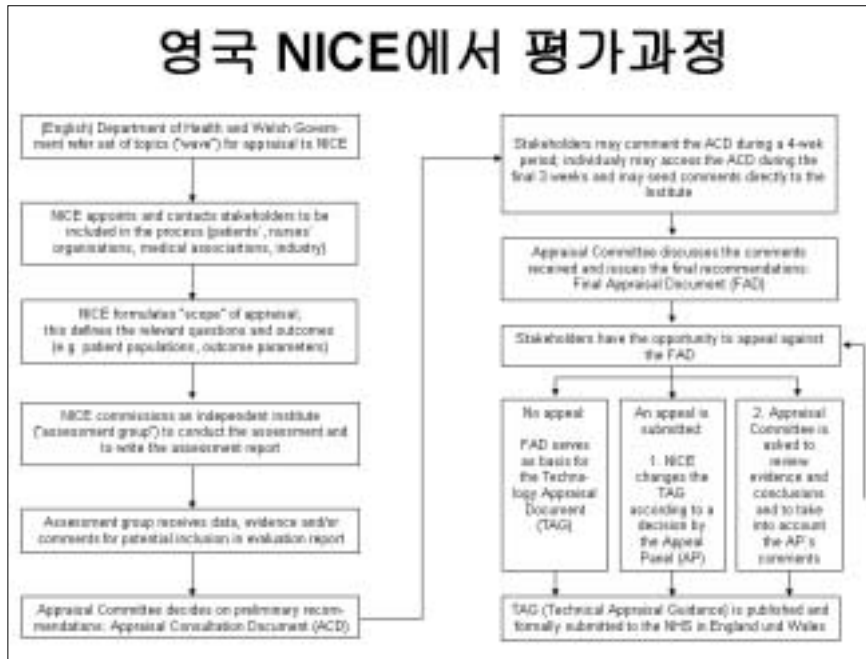 영국 NICE에서 평가과정
(English) Department of Health and Welsh Govern-
ment refer set of topics ("wave") for appraisal to NICE
NICE appoints and contacts stakeholders to be
included in the process (patients', nurses'
organisations, medical associartions, industry)
NICE formulates "scope" of appraisal;
this defines the relevant questions and outcomes
(e.g. patient populations, outcome parameters)
NICE commissions an independent institute
("assessment group") to conduct the assessment and
to write the assessment report
Assessment group receives data, evidence and/or
comments for potential inclusion in evaluation report
Appraisal Committee decides on preliminary recom-
mendations: Appraisal Consultation Document (ACD)
Stakeholders may comment the ACD during a 4-wek
period; individualy may access the ACD during the
final 3 weeks and may send comments directly to the
Institute
Appraisal Committee discusses the comments
received and issues the final recommendations:
Final Appraisal Document (FAD)
Stakeholders have the opportunity to appeal against
the FAD
No appeal:
FAD serves
as basis for
the Techno-
logy Appraisal
Document
(TAG)
An appeal is
submitted:
1. NICE
changes the
TAG
according to a
decision by
the Appeal
Panel (AP)
2. Appraisal
Committee is
asked to
review
evidence and
conclusions
and to take
into account
the AP's
comments
TAG (Technical Appraisal Guidance) is published and
formally submitted to the NHS in England und Wales